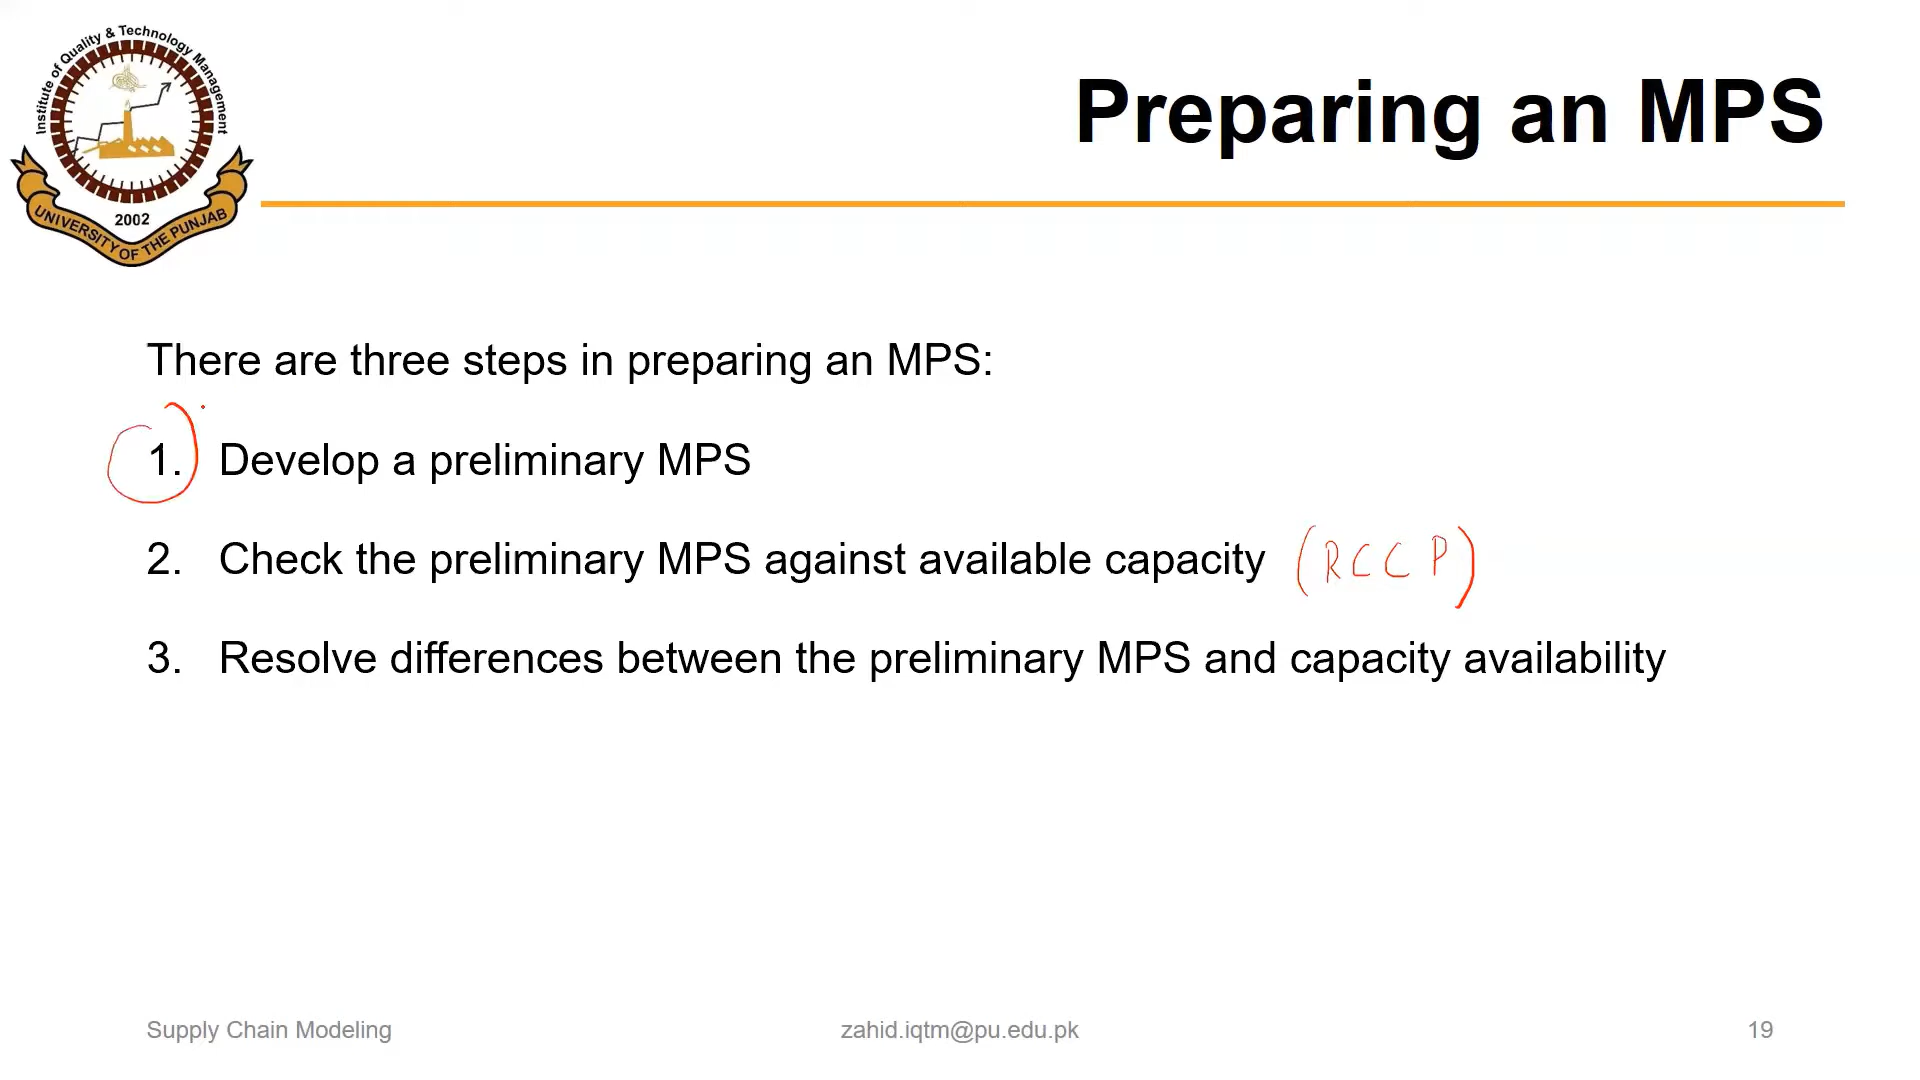 Institute of Quality & Technology Management
2002
UNIVERSITY OF THE PUNJAB
Preparing an MPS
There are three steps in preparing an MPS:
1. Develop a preliminary MPS
2. Check the preliminary MPS against available capacity (RCCP)
3. Resolve differences between the preliminary MPS and capacity availability
Supply Chain Modeling
zahid.iqtm@pu.edu.pk
19